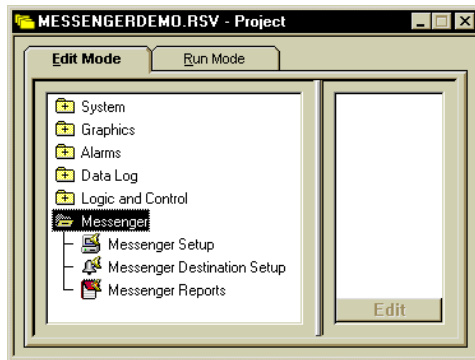 MESSENGERDEMO.RSV - Project
Edit Mode
Run Mode
System
Graphics
Alarms
Data Log
Logic and Control
Messenger
Messenger Setup
Messenger Destination Setup
Messenger Reports
Edit